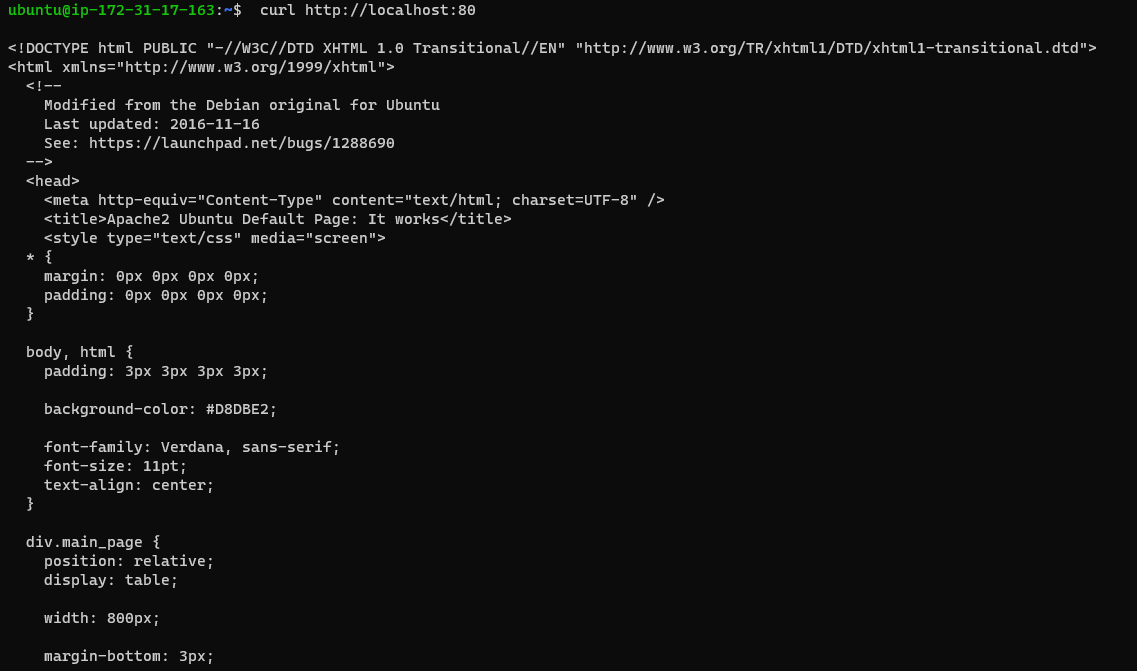 ubuntu@ip-172-31-17-163:~$  curl http://localhost:80

<!DOCTYPE html PUBLIC "-//W3C//DTD XHTML 1.0 Transitional//EN" "http://www.w3.org/TR/xhtml1/DTD/xhtml1-transitional.dtd">
<html xmlns="http://www.w3.org/1999/xhtml">
  <!--
    Modified from the Debian original for Ubuntu
    Last updated: 2016-11-16
    See: https://launchpad.net/bugs/1288690
  -->
  <head>
    <meta http-equiv="Content-Type" content="text/html; charset=UTF-8" />
    <title>Apache2 Ubuntu Default Page: It works</title>
    <style type="text/css" media="screen">
  * {
    margin: 0px 0px 0px 0px;
    padding: 0px 0px 0px 0px;
  }

  body, html {
    padding: 3px 3px 3px 3px;

    background-color: #D8DBE2;

    font-family: Verdana, sans-serif;
    font-size: 11pt;
    text-align: center;
  }

  div.main_page {
    position: relative;
    display: table;

    width: 800px;

    margin-bottom: 3px;